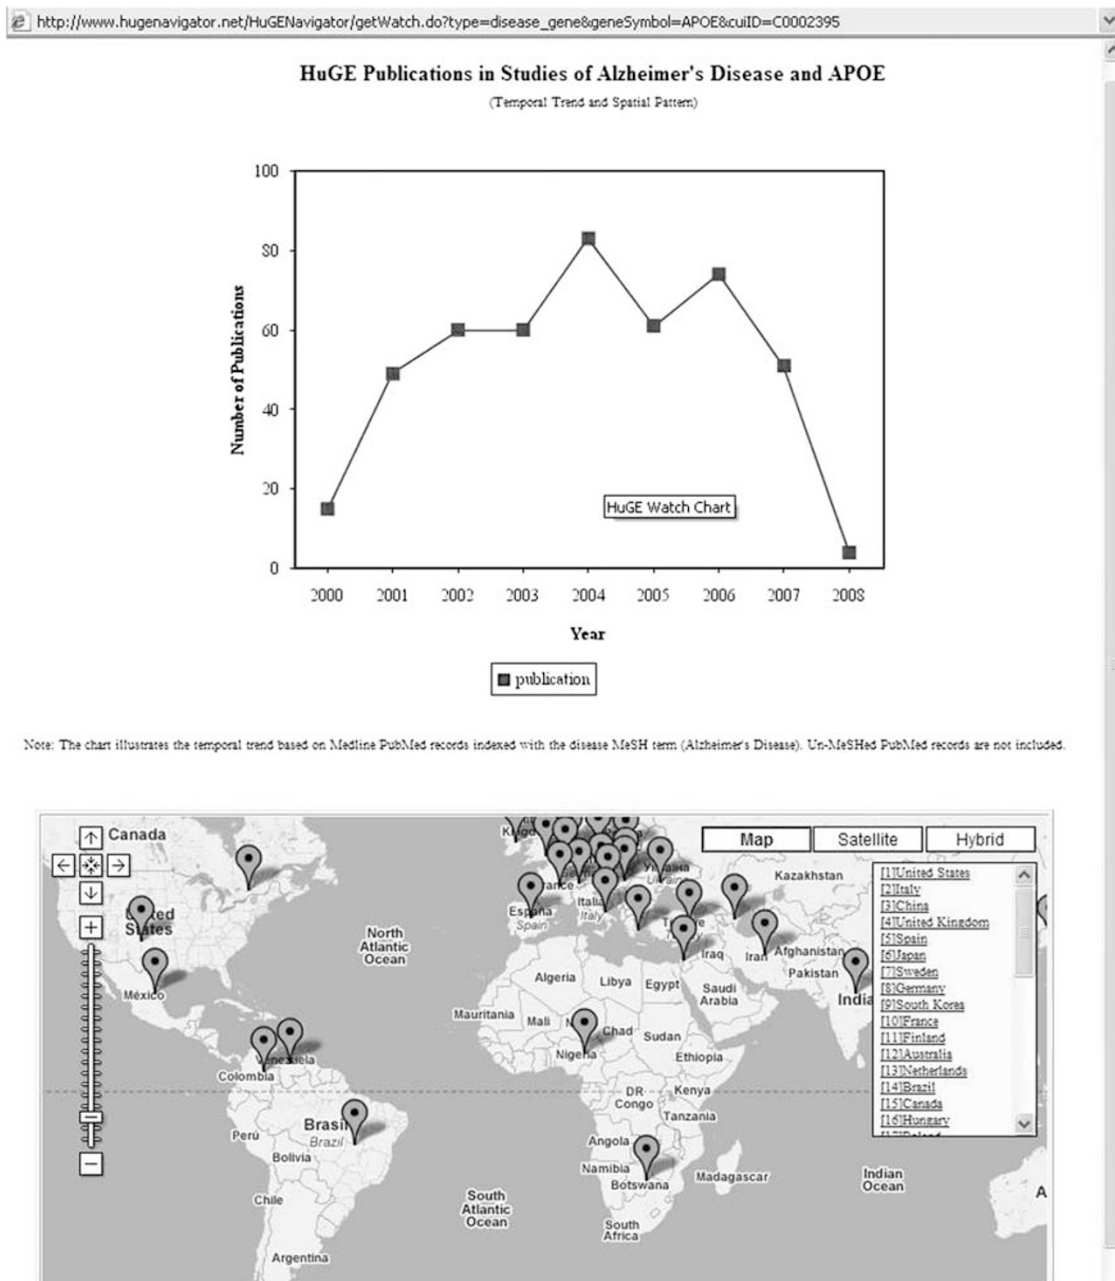 http://www.hugenavigator.net/HuGENavigator/getWatch.do?type=disease_gene&geneSymbol=APOE&cuiID=C0002395
HuGE Publications in Studies of Alzheimer's Disease and APOE
(Temporal Trend and Spatial Pattern)
100
80
60
40
20
0
Number of Publications
HuGE Watch Chart
2000 2001 2002 2003 2004 2005 2006 2007 2008
Year
publication
Note: The chart illustrates the temporal trend based on Medline PubMed records indexed with the disease MeSH term (Alzheimer's Disease). Un-MeSHed PubMed records are not included.
Canada
Map Satellite Hybrid
Kazakhstan
United
States
España
Spain
Italia
Italy
North
Atlantic
Ocean
Iraq
Iran
Afghanistan
Pakistan
India
México
Algeria
Libya
Egypt
Saudi
Arabia
Mauritania
Mali
Chad
Sudan
Nigeria
Ethiopia
Venezuela
Colombia
DR
Congo
Kenya
Tanzania
Brasil
Brazil
Perú
Bolivia
Angola
Namibia
Botswana
Madagascar
Indian
Ocean
Chile
South
Atlantic
Ocean
South
Africa
Argentina
A
[1]United States
[2]Italy
[3]China
[4]United Kingdom
[5]Spain
[6]Japan
[7]Sweden
[8]Germany
[9]South Korea
[10]France
[11]Finland
[12]Australia
[13]Netherlands
[14]Brazil
[15]Canada
[16]Hungary
[17]Poland